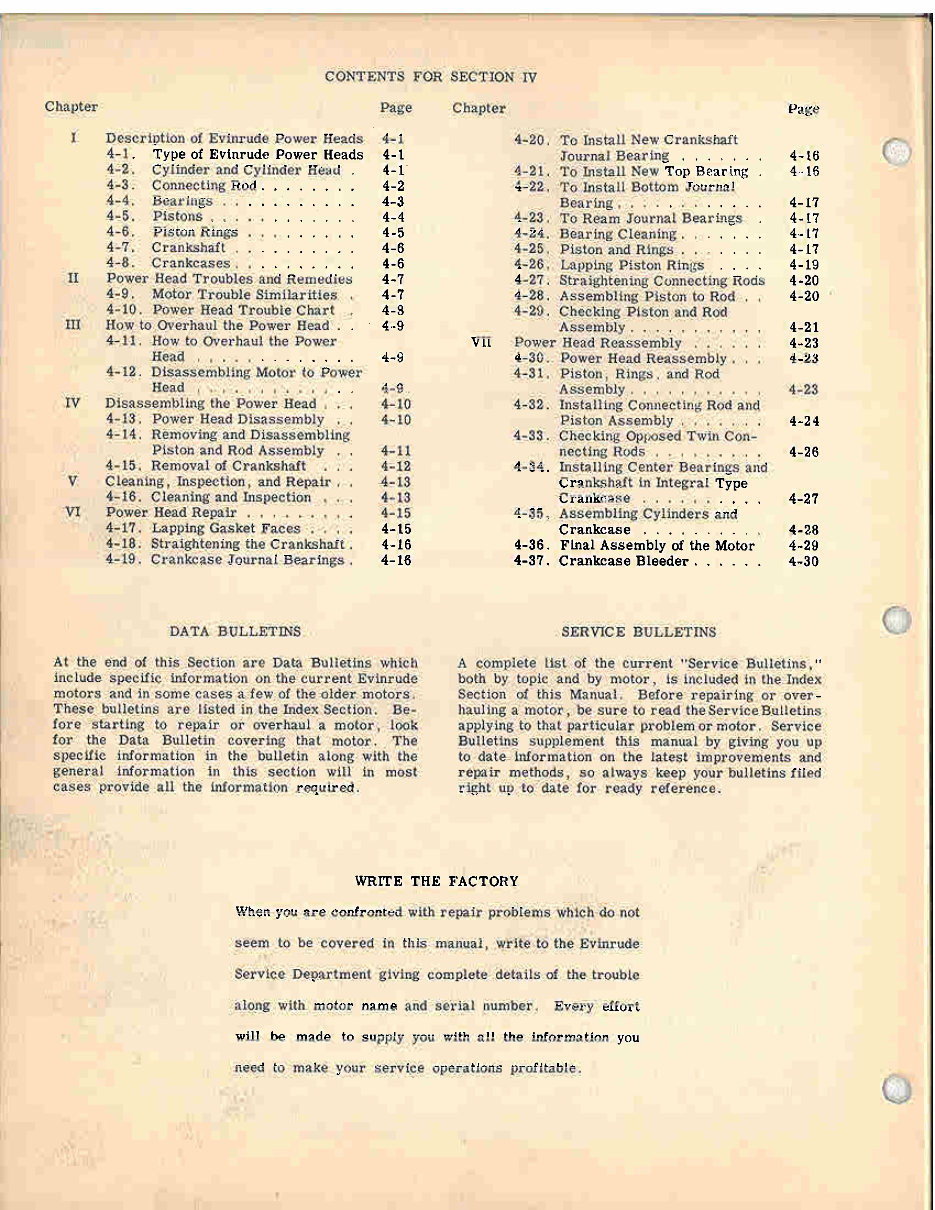 CONTENTS FOR SECTION IV
Chapter Page
I Description of Evinrude Power Heads 4-1
4-1. Type of Evinrude Power Heads 4-1
4-2. Cylinder and Cylinder Head . 4-1
4-3. Connecting Rod . . . . . . . . 4-2
4-4. Bearings . . . . . . . . . . . 4-3
4-5. Pistons . . . . . . . . . . . . 4-4
4-6. Piston Rings . . . . . . . . . 4-5
4-7. Crankshaft . . . . . . . . . . 4-6
4-8. Crankcases . . . . . . . . . . 4-6
II Power Head Troubles and Remedies 4-7
4-9. Motor Trouble Similarities . 4-7
4-10. Power Head Trouble Chart . 4-8
III How to Overhaul the Power Head . . 4-9
4-11. How to Overhaul the Power
Head . . . . . . . . . . . . . 4-9
4-12. Disassembling Motor to Power
Head . . . . . . . . . . . . . 4-9
IV Disassembling the Power Head . . . 4-10
4-13. Power Head Disassembly . . 4-10
4-14. Removing and Disassembling
Piston and Rod Assembly . . 4-11
4-15. Removal of Crankshaft . . . 4-12
V Cleaning, Inspection, and Repair . . 4-13
4-16. Cleaning and Inspection . . . 4-13
VI Power Head Repair . . . . . . . . . 4-15
4-17. Lapping Gasket Faces . . . . 4-15
4-18. Straightening the Crankshaft . 4-16
4-19. Crankcase Journal Bearings . 4-16
Chapter Page
4-20. To Install New Crankshaft
Journal Bearing . . . . . . . 4-16
4-21. To Install New Top Bearing . 4-16
4-22. To Install Bottom Journal
Bearing . . . . . . . . . . . . 4-17
4-23. To Ream Journal Bearings . 4-17
4-24. Bearing Cleaning . . . . . . . 4-17
4-25. Piston and Rings . . . . . . . 4-17
4-26. Lapping Piston Rings . . . . 4-19
4-27. Straightening Connecting Rods 4-20
4-28. Assembling Piston to Rod . . 4-20
4-29. Checking Piston and Rod
Assembly . . . . . . . . . . . 4-21
VII Power Head Reassembly . . . . . . 4-23
4-30. Power Head Reassembly . . . 4-23
4-31. Piston, Rings, and Rod
Assembly . . . . . . . . . . . 4-23
4-32. Installing Connecting Rod and
Piston Assembly . . . . . . . 4-24
4-33. Checking Opposed Twin Con-
necting Rods . . . . . . . . . 4-26
4-34. Installing Center Bearings and
Crankshaft in Integral Type
Crankcase . . . . . . . . . . 4-27
4-35. Assembling Cylinders and
Crankcase . . . . . . . . . . 4-28
4-36. Final Assembly of the Motor 4-29
4-37. Crankcase Bleeder . . . . . . 4-30
DATA BULLETINS
At the end of this Section are Data Bulletins which
include specific information on the current Evinrude
motors and in some cases a few of the older motors.
These bulletins are listed in the Index Section. Be-
fore starting to repair or overhaul a motor, look
for the Data Bulletin covering that motor. The
specific information in the bulletin along with the
general information in this section will in most
cases provide all the information required.
SERVICE BULLETINS
A complete list of the current "Service Bulletins,"
both by topic and by motor, is included in the Index
Section of this Manual. Before repairing or over-
hauling a motor, be sure to read the Service Bulletins
applying to that particular problem or motor. Service
Bulletins supplement this manual by giving you up
to date information on the latest improvements and
repair methods, so always keep your bulletins filed
right up to date for ready reference.
WRITE THE FACTORY
When you are confronted with repair problems which do not
seem to be covered in this manual, write to the Evinrude
Service Department giving complete details of the trouble
along with motor name and serial number. Every effort
will be made to supply you with all the information you
need to make your service operations profitable.